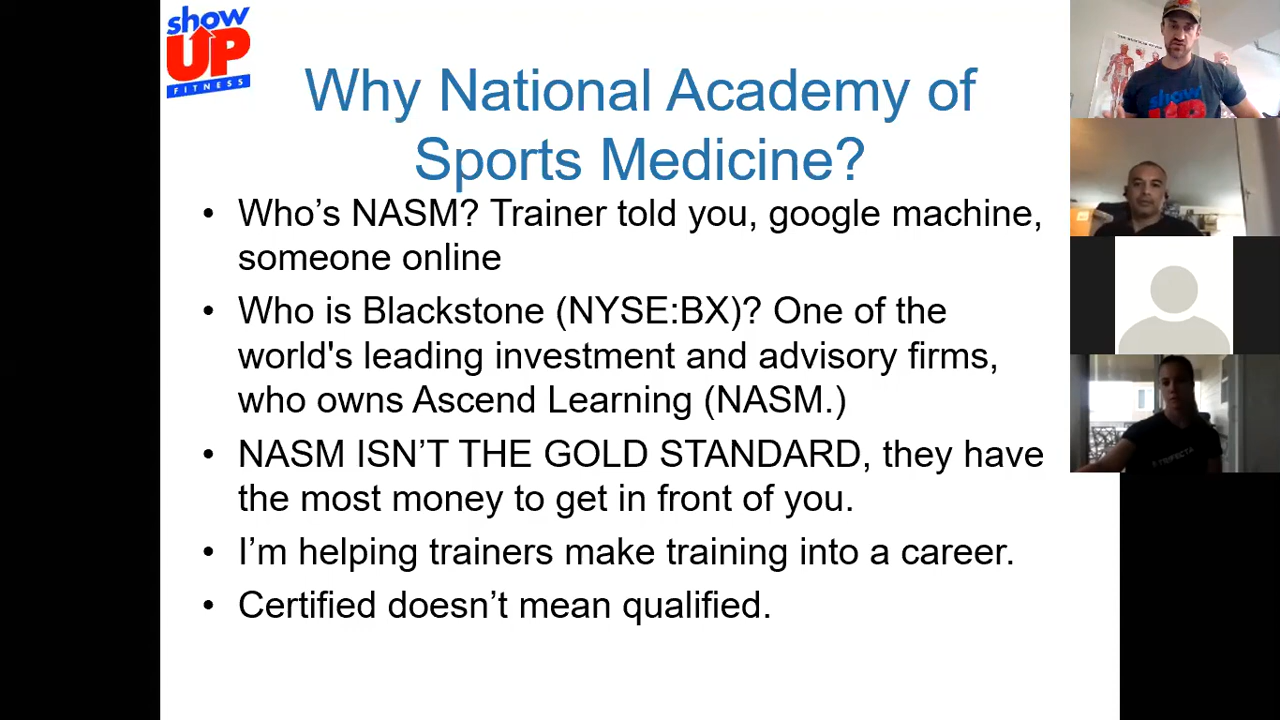 show
UP
FITNESS
Why National Academy of
Sports Medicine?
• Who’s NASM? Trainer told you, google machine,
someone online
• Who is Blackstone (NYSE:BX)? One of the
world's leading investment and advisory firms,
who owns Ascend Learning (NASM.)
• NASM ISN’T THE GOLD STANDARD, they have
the most money to get in front of you.
• I’m helping trainers make training into a career.
• Certified doesn’t mean qualified.
show
UP
TRIFECTA